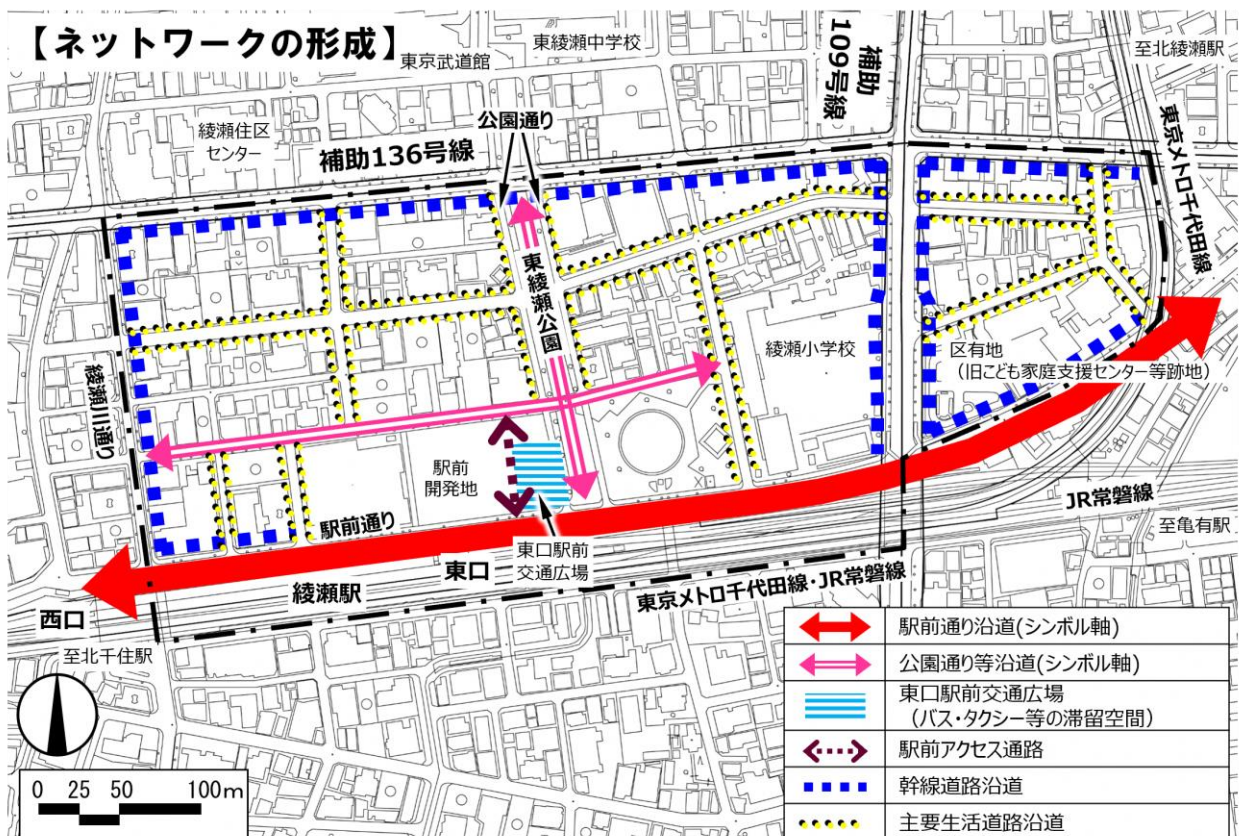 【ネットワークの形成】
東京武道館
東綾瀬中学校
補助
109号線
至北綾瀬駅
綾瀬住区
センター
公園通り
補助136号線
東京メトロ千代田線
東綾瀬公園
綾瀬川通り
綾瀬小学校
区有地
(旧こども家庭支援センター等跡地)
駅前
開発地
駅前通り
東口駅前
交通広場
JR常磐線
至亀有駅
東口
綾瀬駅
東京メトロ千代田線・JR常磐線
西口
至北千住駅
駅前通り沿道(シンボル軸)
公園通り等沿道(シンボル軸)
東口駅前交通広場
(バス・タクシー等の滞留空間)
駅前アクセス通路
幹線道路沿道
主要生活道路沿道
0 25 50 100m